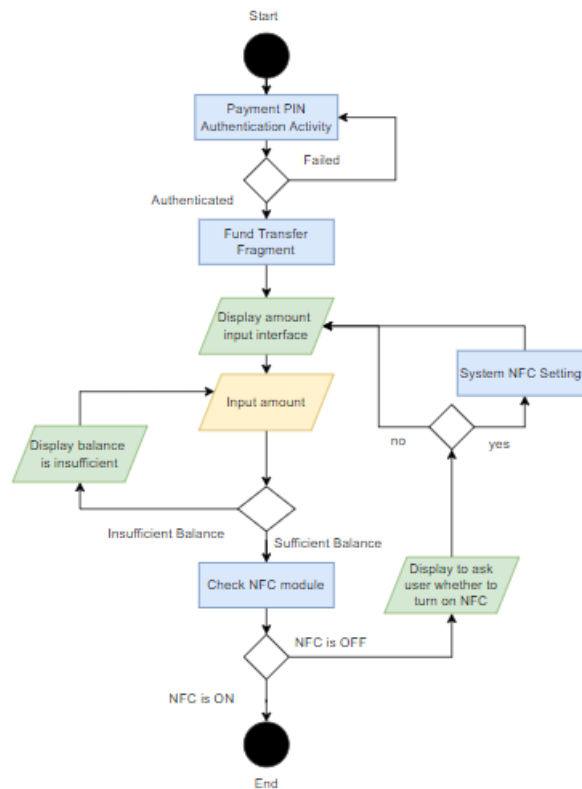 Start
Payment PIN
Authentication Activity
Failed
Authenticated
Fund Transfer
Fragment
Display amount
input interface
System NFC Setting
Input amount
no
yes
Display balance
is insufficient
Insufficient Balance
Sufficient Balance
Display to ask
user whether to
turn on NFC
Check NFC module
NFC is OFF
NFC is ON
End